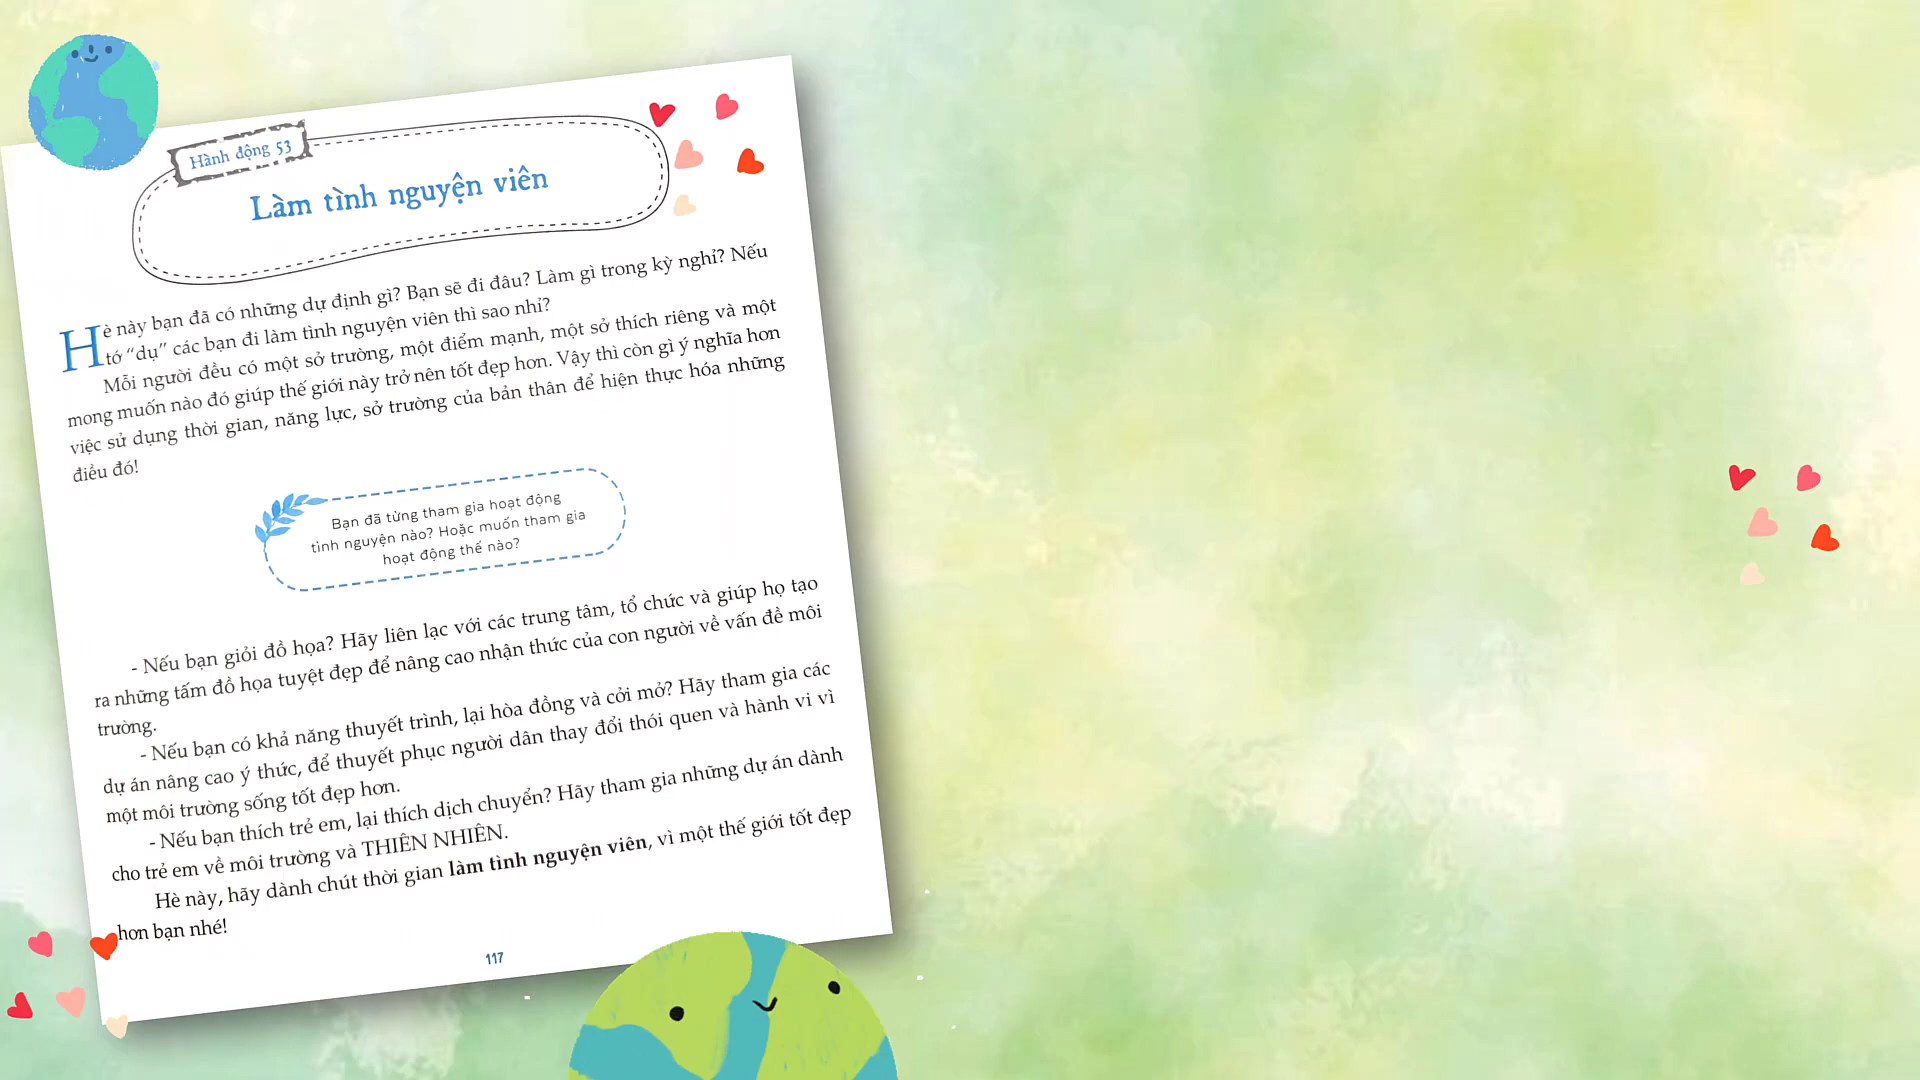 Hành động 53
Làm tình nguyện viên
Hè này bạn đã có những dự định gì? Bạn sẽ đi đâu? Làm gì trong kỳ nghỉ? Nếu
tớ “dụ” các bạn đi làm tình nguyện viên thì sao nhỉ?
Mỗi người đều có một sở trường, một điểm mạnh, một sở thích riêng và một
mong muốn nào đó giúp thế giới này trở nên tốt đẹp hơn. Vậy thì còn gì ý nghĩa hơn
việc sử dụng thời gian, năng lực, sở trường của bản thân để hiện thực hóa những
điều đó!
Bạn đã từng tham gia hoạt động
tình nguyện nào? Hoặc muốn tham gia
hoạt động thế nào?
- Nếu bạn giỏi đồ họa? Hãy liên lạc với các trung tâm, tổ chức và giúp họ tạo
ra những tấm đồ họa tuyệt đẹp để nâng cao nhận thức của con người về vấn đề môi
trường.
- Nếu bạn có khả năng thuyết trình, lại hòa đồng và cởi mở? Hãy tham gia các
dự án nâng cao ý thức, để thuyết phục người dân thay đổi thói quen và hành vi vì
một môi trường sống tốt đẹp hơn.
- Nếu bạn thích trẻ em, lại thích dịch chuyển? Hãy tham gia những dự án dành
cho trẻ em về môi trường và THIÊN NHIÊN.
Hè này, hãy dành chút thời gian làm tình nguyện viên, vì một thế giới tốt đẹp
hơn bạn nhé!
117